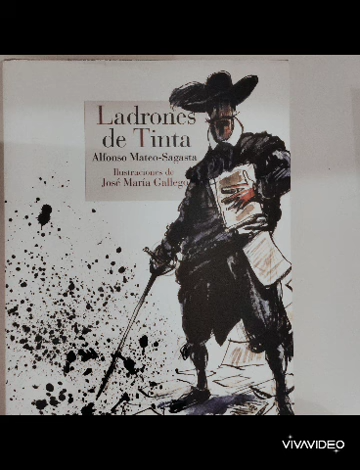 Ladrones
de Tinta
Alfonso Mateo-Sagasta
Ilustraciones de
José María Gallego
VIVAVIDEO